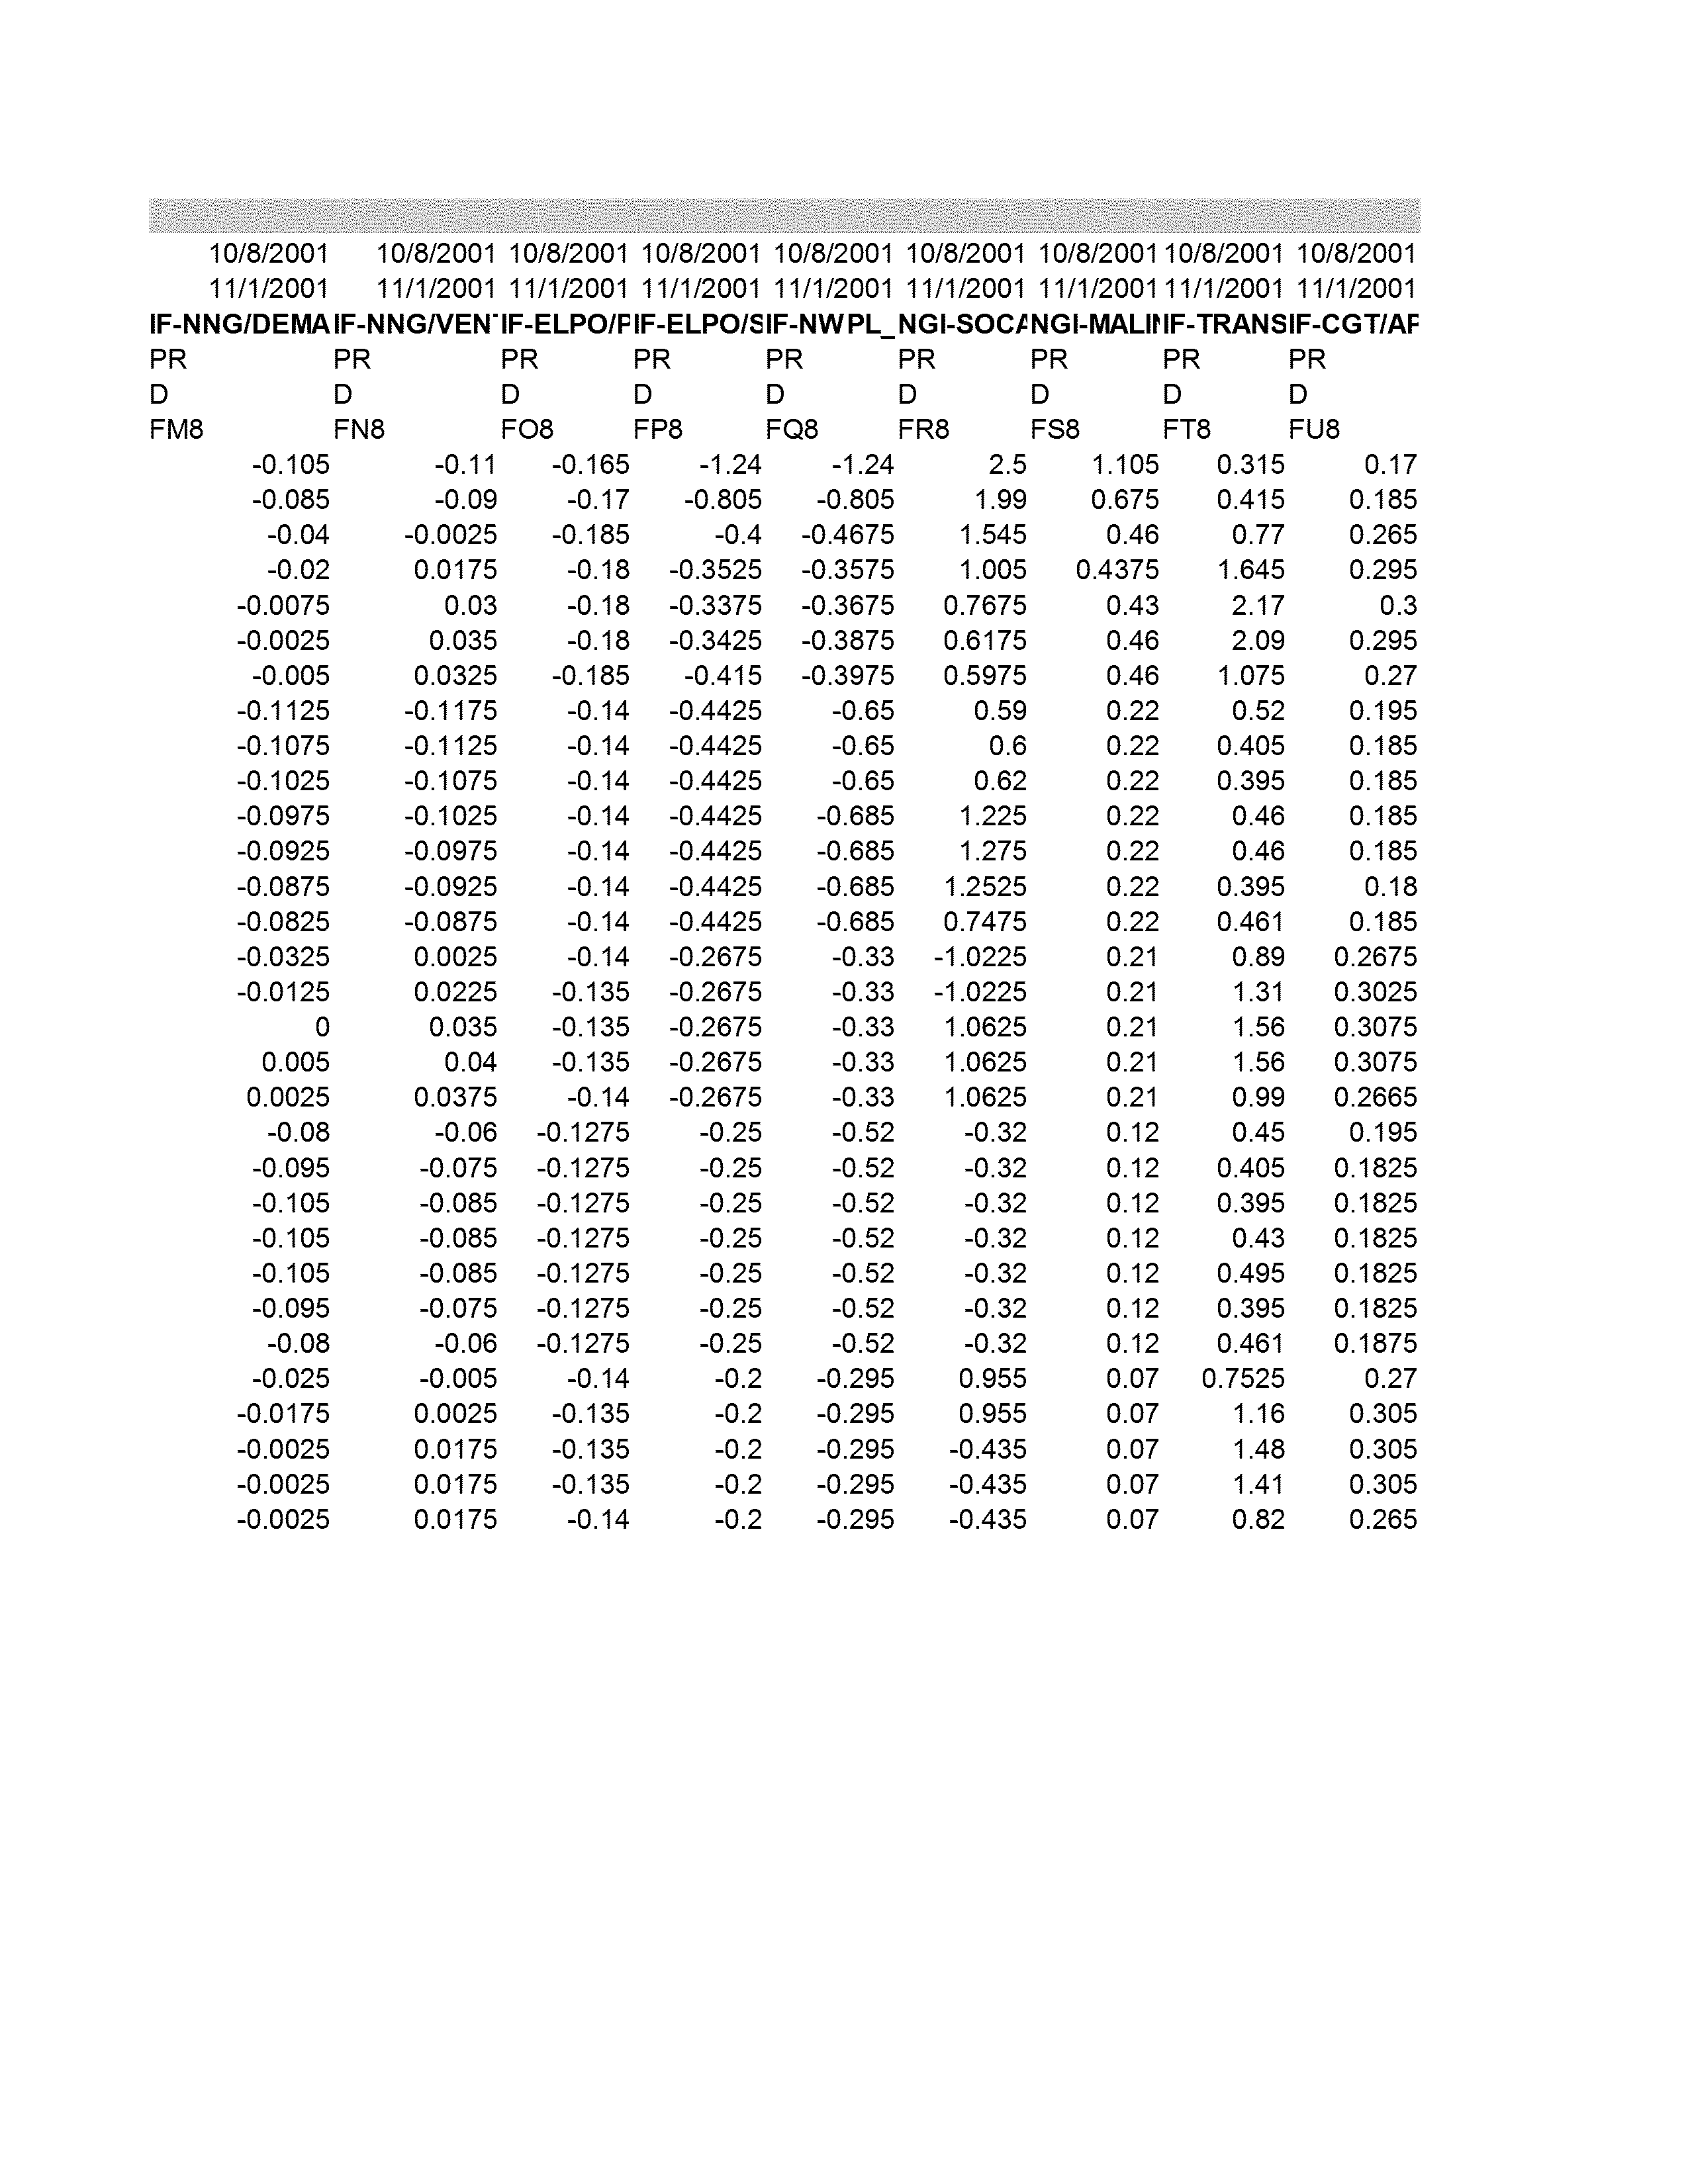 10/8/2001 10/8/2001 10/8/2001 10/8/2001 10/8/2001 10/8/2001 10/8/2001 10/8/2001 10/8/2001
11/1/2001 11/1/2001 11/1/2001 11/1/2001 11/1/2001 11/1/2001 11/1/2001 11/1/2001 11/1/2001
IF-NNG/DEMA IF-NNG/VENT IF-ELPO/P IF-ELPO/S IF-NWPL_ NGI-SOCA NGI-MALIN IF-TRANS IF-CGT/AP
PR PR PR PR PR PR PR PR PR
D D D D D D D D D
FM8 FN8 FO8 FP8 FQ8 FR8 FS8 FT8 FU8
-0.105 -0.11 -0.165 -1.24 -1.24 2.5 1.105 0.315 0.17
-0.085 -0.09 -0.17 -0.805 -0.805 1.99 0.675 0.415 0.185
-0.04 -0.0025 -0.185 -0.4 -0.4675 1.545 0.46 0.77 0.265
-0.02 0.0175 -0.18 -0.3525 -0.3575 1.005 0.4375 1.645 0.295
-0.0075 0.03 -0.18 -0.3375 -0.3675 0.7675 0.43 2.17 0.3
-0.0025 0.035 -0.18 -0.3425 -0.3875 0.6175 0.46 2.09 0.295
-0.005 0.0325 -0.185 -0.415 -0.3975 0.5975 0.46 1.075 0.27
-0.1125 -0.1175 -0.14 -0.4425 -0.65 0.59 0.22 0.52 0.195
-0.1075 -0.1125 -0.14 -0.4425 -0.65 0.6 0.22 0.405 0.185
-0.1025 -0.1075 -0.14 -0.4425 -0.65 0.62 0.22 0.395 0.185
-0.0975 -0.1025 -0.14 -0.4425 -0.685 1.225 0.22 0.46 0.185
-0.0925 -0.0975 -0.14 -0.4425 -0.685 1.275 0.22 0.46 0.185
-0.0875 -0.0925 -0.14 -0.4425 -0.685 1.2525 0.22 0.395 0.18
-0.0825 -0.0875 -0.14 -0.4425 -0.685 0.7475 0.22 0.461 0.185
-0.0325 0.0025 -0.14 -0.2675 -0.33 -1.0225 0.21 0.89 0.2675
-0.0125 0.0225 -0.135 -0.2675 -0.33 -1.0225 0.21 1.31 0.3025
0 0.035 -0.135 -0.2675 -0.33 1.0625 0.21 1.56 0.3075
0.005 0.04 -0.135 -0.2675 -0.33 1.0625 0.21 1.56 0.3075
0.0025 0.0375 -0.14 -0.2675 -0.33 1.0625 0.21 0.99 0.2665
-0.08 -0.06 -0.1275 -0.25 -0.52 -0.32 0.12 0.45 0.195
-0.095 -0.075 -0.1275 -0.25 -0.52 -0.32 0.12 0.405 0.1825
-0.105 -0.085 -0.1275 -0.25 -0.52 -0.32 0.12 0.395 0.1825
-0.105 -0.085 -0.1275 -0.25 -0.52 -0.32 0.12 0.43 0.1825
-0.105 -0.085 -0.1275 -0.25 -0.52 -0.32 0.12 0.495 0.1825
-0.095 -0.075 -0.1275 -0.25 -0.52 -0.32 0.12 0.395 0.1825
-0.08 -0.06 -0.1275 -0.25 -0.52 -0.32 0.12 0.461 0.1875
-0.025 -0.005 -0.14 -0.2 -0.295 0.955 0.07 0.7525 0.27
-0.0175 0.0025 -0.135 -0.2 -0.295 0.955 0.07 1.16 0.305
-0.0025 0.0175 -0.135 -0.2 -0.295 -0.435 0.07 1.48 0.305
-0.0025 0.0175 -0.135 -0.2 -0.295 -0.435 0.07 1.41 0.305
-0.0025 0.0175 -0.14 -0.2 -0.295 -0.435 0.07 0.82 0.265